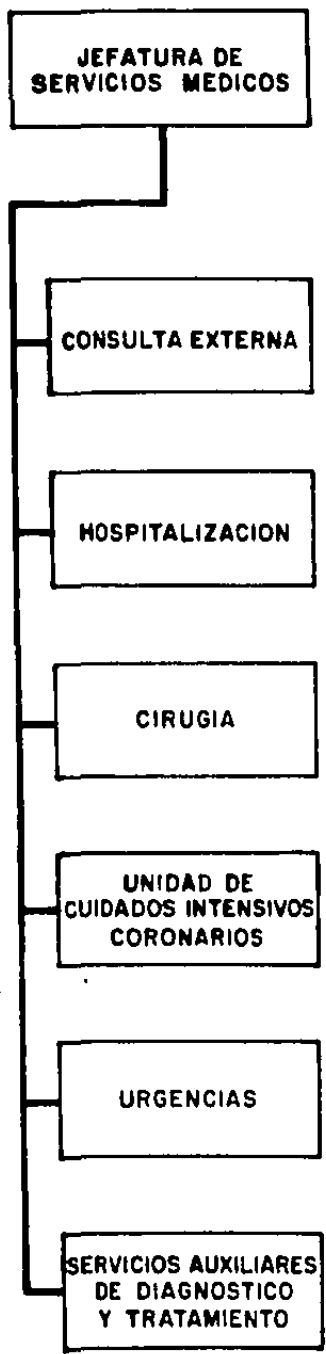 JEFATURA DE
SERVICIOS MEDICOS
CONSULTA EXTERNA
HOSPITALIZACION
CIRUGIA
UNIDAD DE
CUIDADOS INTENSIVOS
CORONARIOS
URGENCIAS
SERVICIOS AUXILIARES
DE DIAGNOSTICO
Y TRATAMIENTO